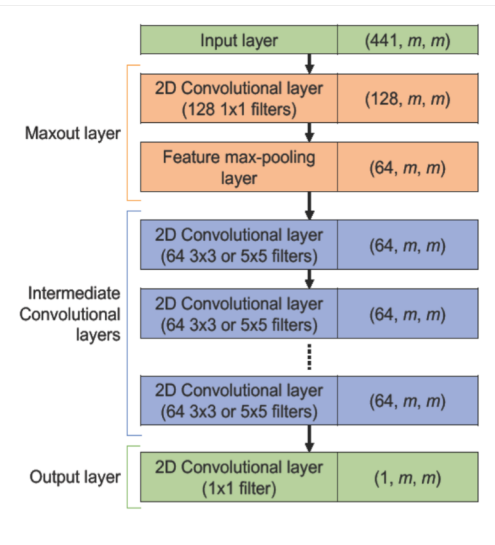 Input layer
(441, m, m)
Maxout layer
2D Convolutional layer
(128 1x1 filters)
(128, m, m)
Feature max-pooling
layer
(64, m, m)
Intermediate
Convolutional
layers
2D Convolutional layer
(64 3x3 or 5x5 filters)
(64, m, m)
2D Convolutional layer
(64 3x3 or 5x5 filters)
(64, m, m)
2D Convolutional layer
(64 3x3 or 5x5 filters)
(64, m, m)
Output layer
2D Convolutional layer
(1x1 filter)
(1, m, m)